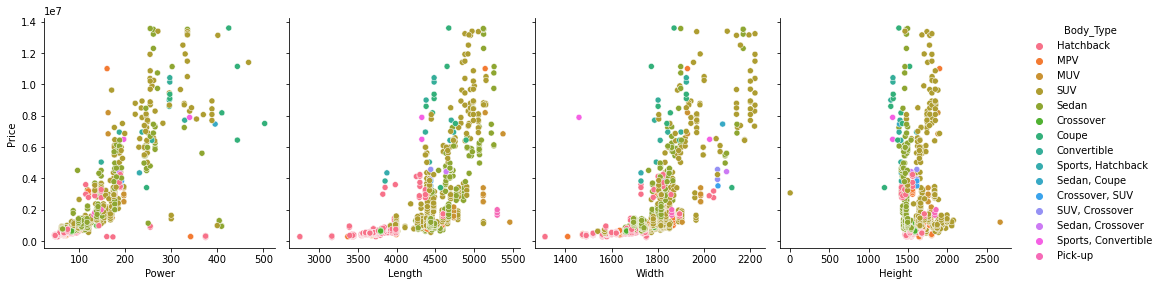 1e7
1.4
1.2
1.0
0.8
0.6
0.4
0.2
0.0
Price
100 200 300 400 500
Power
3000 3500 4000 4500 5000 5500
Length
1400 1600 1800 2000 2200
Width
0 500 1000 1500 2000 2500
Height
Body_Type
Hatchback
MPV
MUV
SUV
Sedan
Crossover
Coupe
Convertible
Sports, Hatchback
Sedan, Coupe
Crossover, SUV
SUV, Crossover
Sedan, Crossover
Sports, Convertible
Pick-up